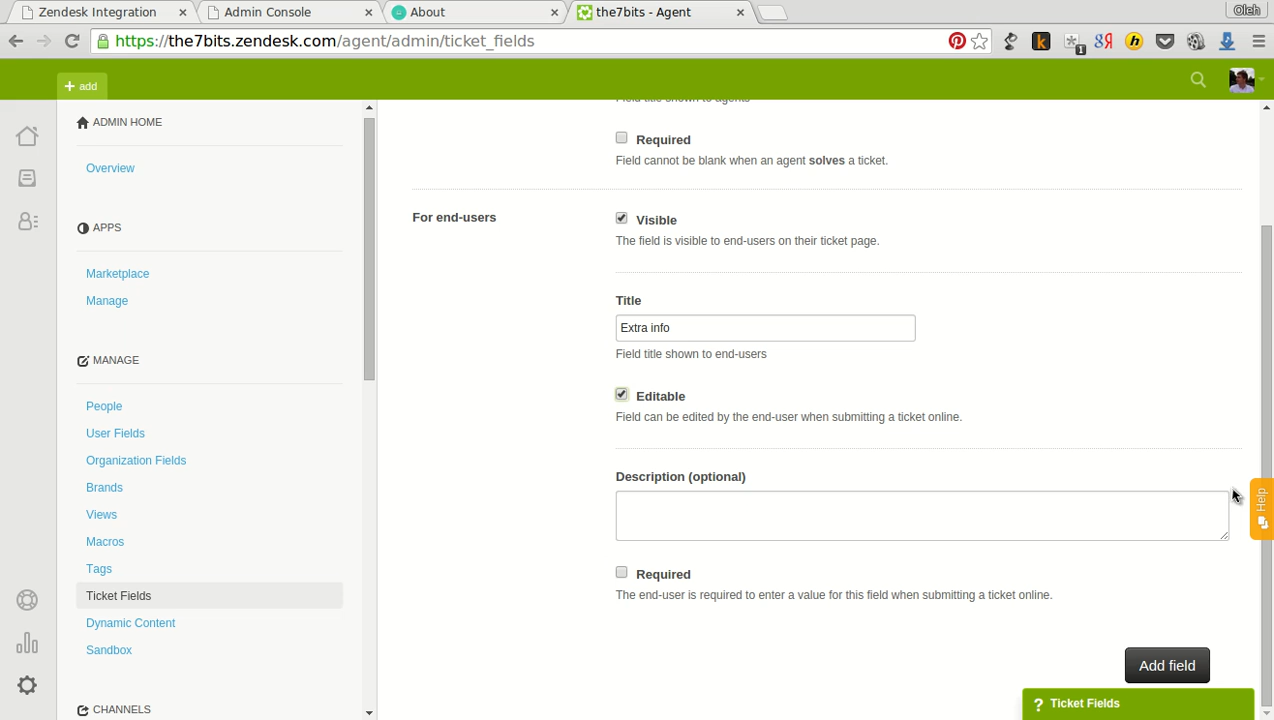 Zendesk Integration
Admin Console
About
the7bits - Agent
Oleh
https://the7bits.zendesk.com/agent/admin/ticket_fields
k
1
Я
h
+ add
ADMIN HOME
Overview
APPS
Marketplace
Manage
MANAGE
People
User Fields
Organization Fields
Brands
Views
Macros
Tags
Ticket Fields
Dynamic Content
Sandbox
CHANNELS
Field title shown to agents
Required
Field cannot be blank when an agent solves a ticket.
For end-users
Visible
The field is visible to end-users on their ticket page.
Title
Extra info
Field title shown to end-users
Editable
Field can be edited by the end-user when submitting a ticket online.
Description (optional)
Required
The end-user is required to enter a value for this field when submitting a ticket online.
Add field
Help
? Ticket Fields